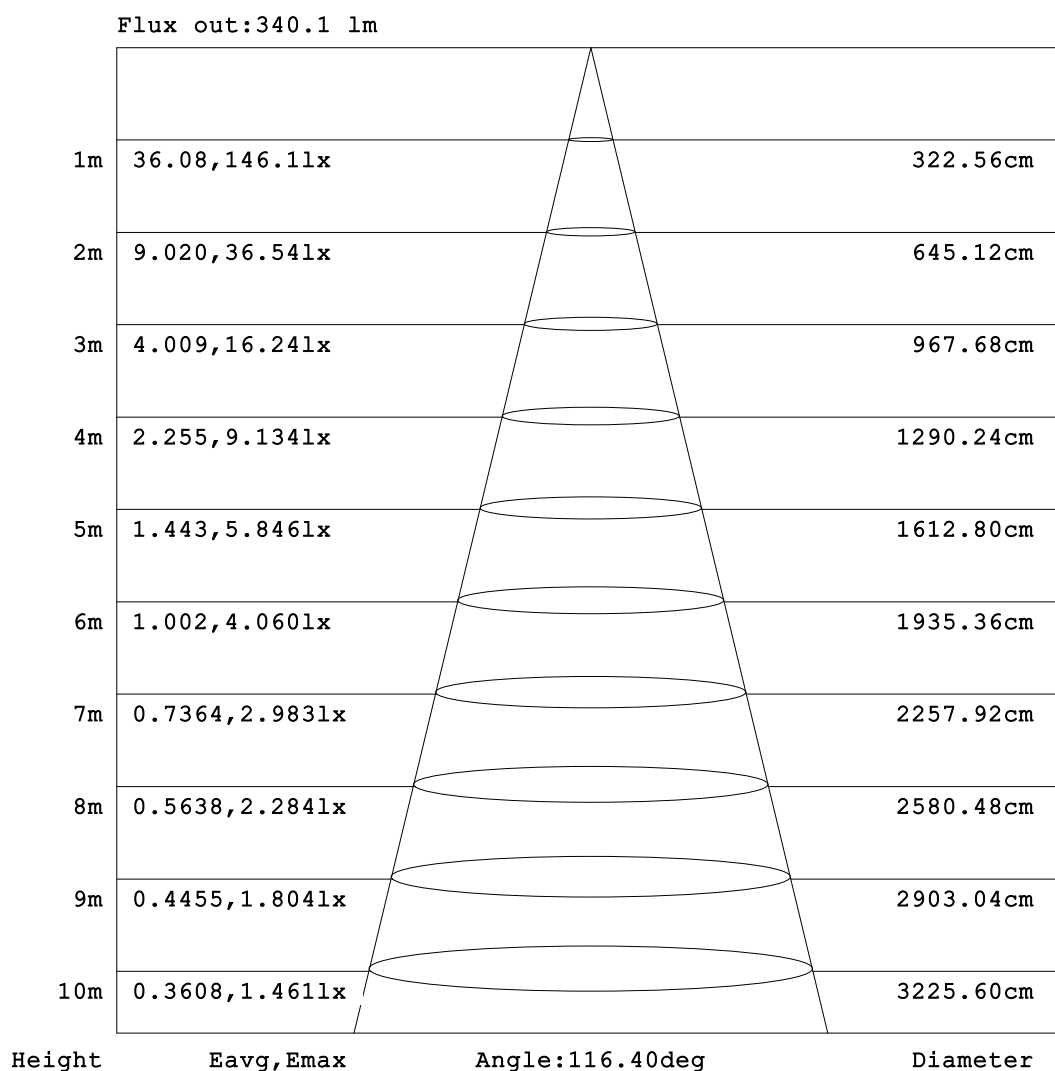 Flux out:340.1 lm
1m 36.08,146.1lx 322.56cm
2m 9.020,36.54lx 645.12cm
3m 4.009,16.24lx 967.68cm
4m 2.255,9.134lx 1290.24cm
5m 1.443,5.846lx 1612.80cm
6m 1.002,4.060lx 1935.36cm
7m 0.7364,2.983lx 2257.92cm
8m 0.5638,2.284lx 2580.48cm
9m 0.4455,1.804lx 2903.04cm
10m 0.3608,1.461lx 3225.60cm
Height Eavg,Emax Angle:116.40deg Diameter